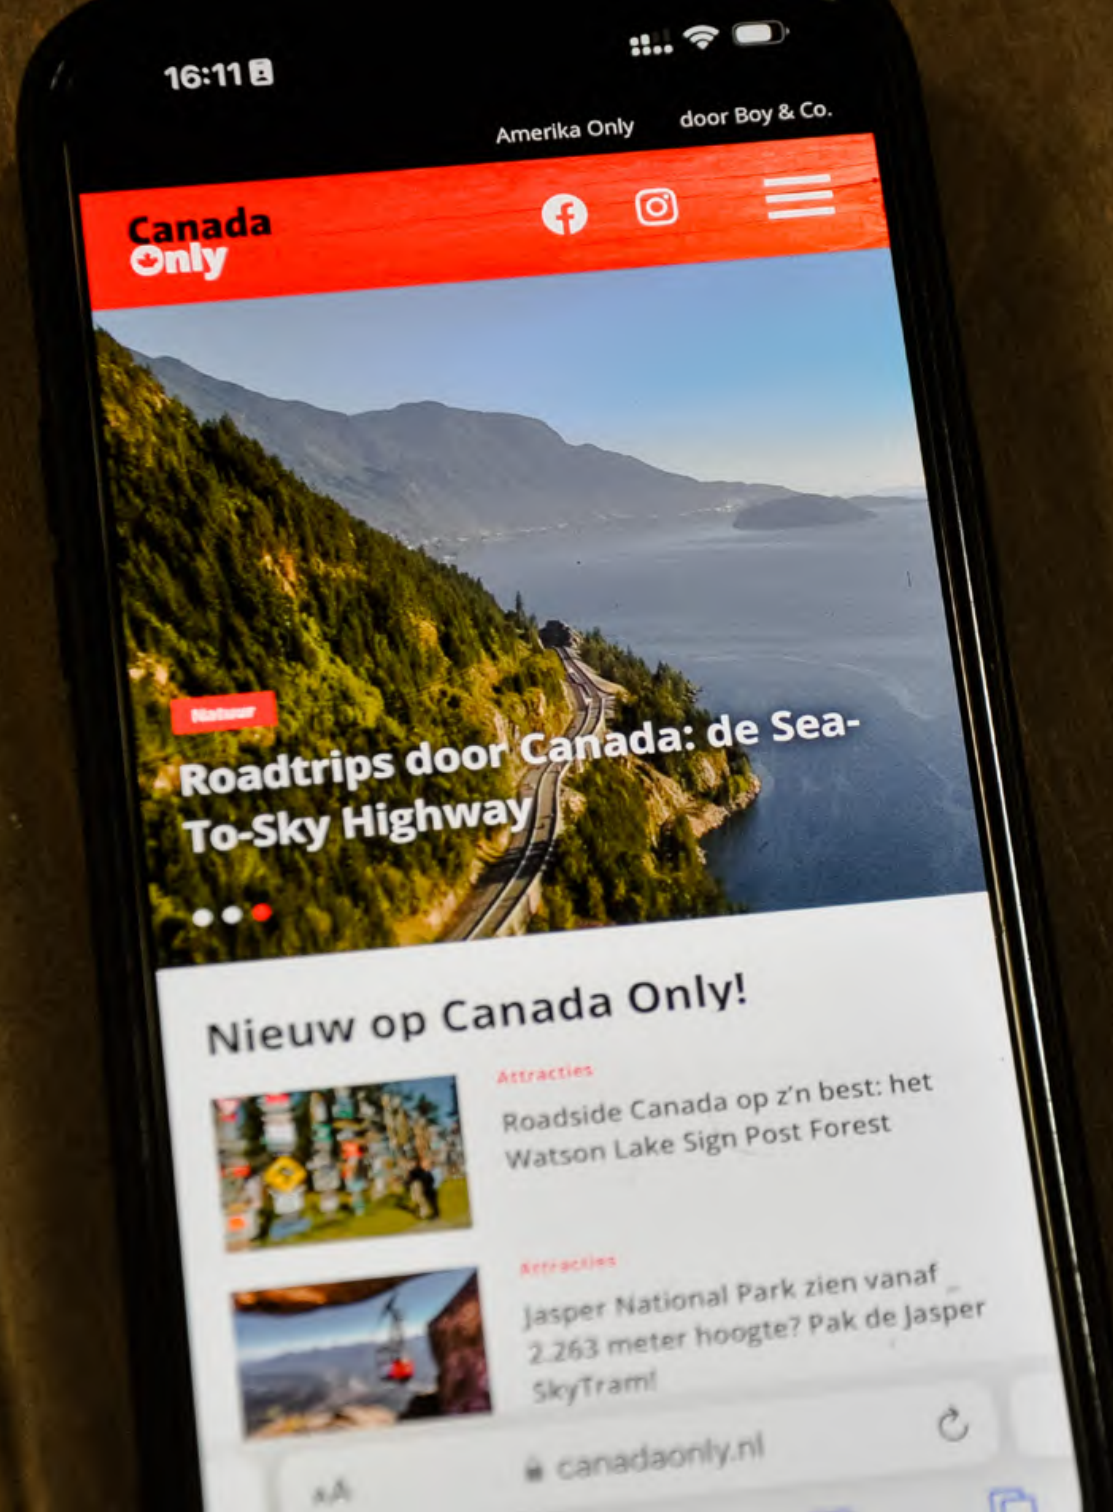 16:11
Amerika Only door Boy & Co.
Canada
Only
Natuur
Roadtrips door Canada: de Sea-
To-Sky Highway
Nieuw op Canada Only!
Attracties
Roadside Canada op z'n best: het
Watson Lake Sign Post Forest
Attracties
Jasper National Park zien vanaf
2.263 meter hoogte? Pak de Jasper
SkyTram!
AA canadaonly.nl